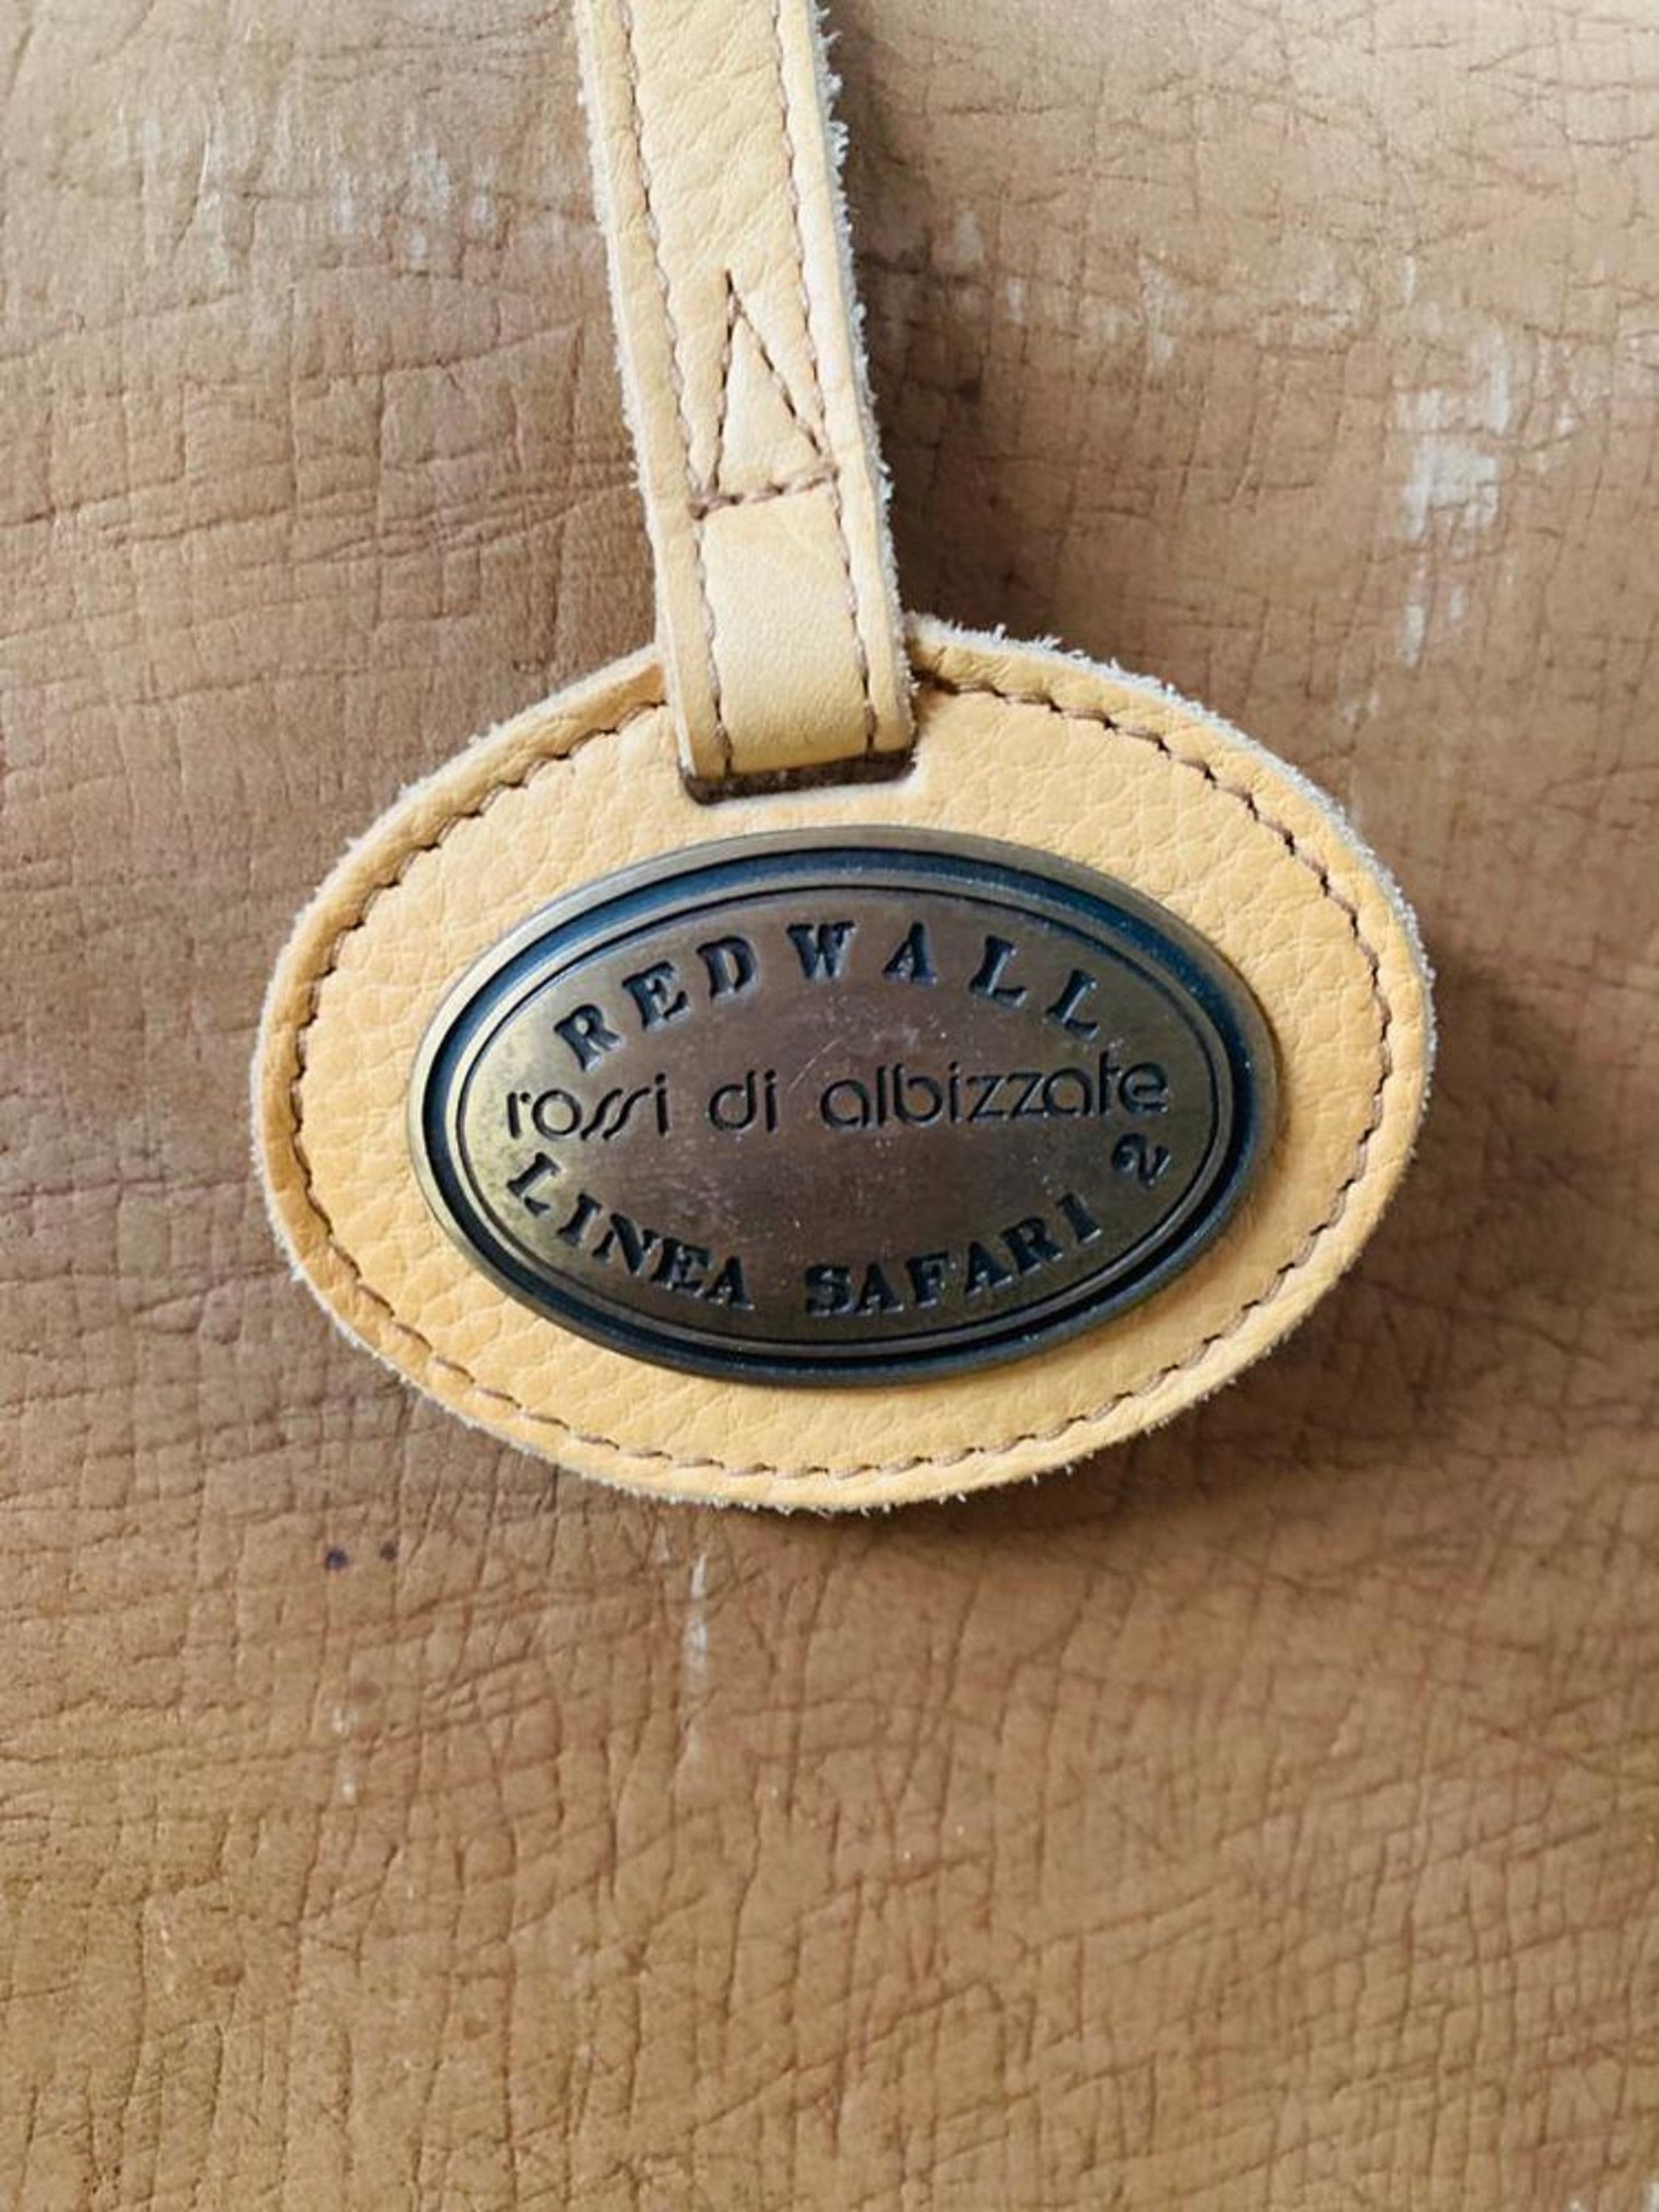 REDWALL
rossi di albizzate
LINEA SAFARI 2